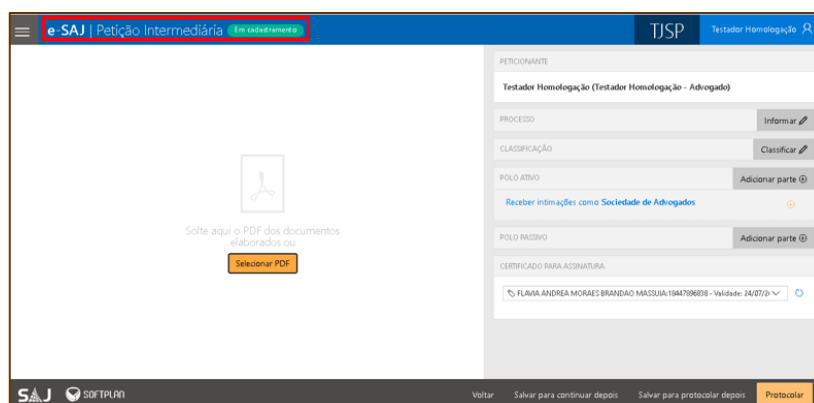 e-SAJ | Petição Intermediária Em cadastramento
TJSP
Testador Homologação
PETICIONANTE
Testador Homologação (Testador Homologação - Advogado)
PROCESSO
Informar
CLASSIFICAÇÃO
Classificar
POLO ATIVO
Adicionar parte
Receber intimações como Sociedade de Advogados
POLO PASSIVO
Adicionar parte
CERTIFICADO PARA ASSINATURA
FLAVIA ANDREA MORAES BRANDAO MASSUIA:18447896838 - Validade: 24/07/2
Solte aqui o PDF dos documentos
elaborados ou
Selecionar PDF
SAJ
SOFTPLAN
Voltar
Salvar para continuar depois
Salvar para protocolar depois
Protocolar